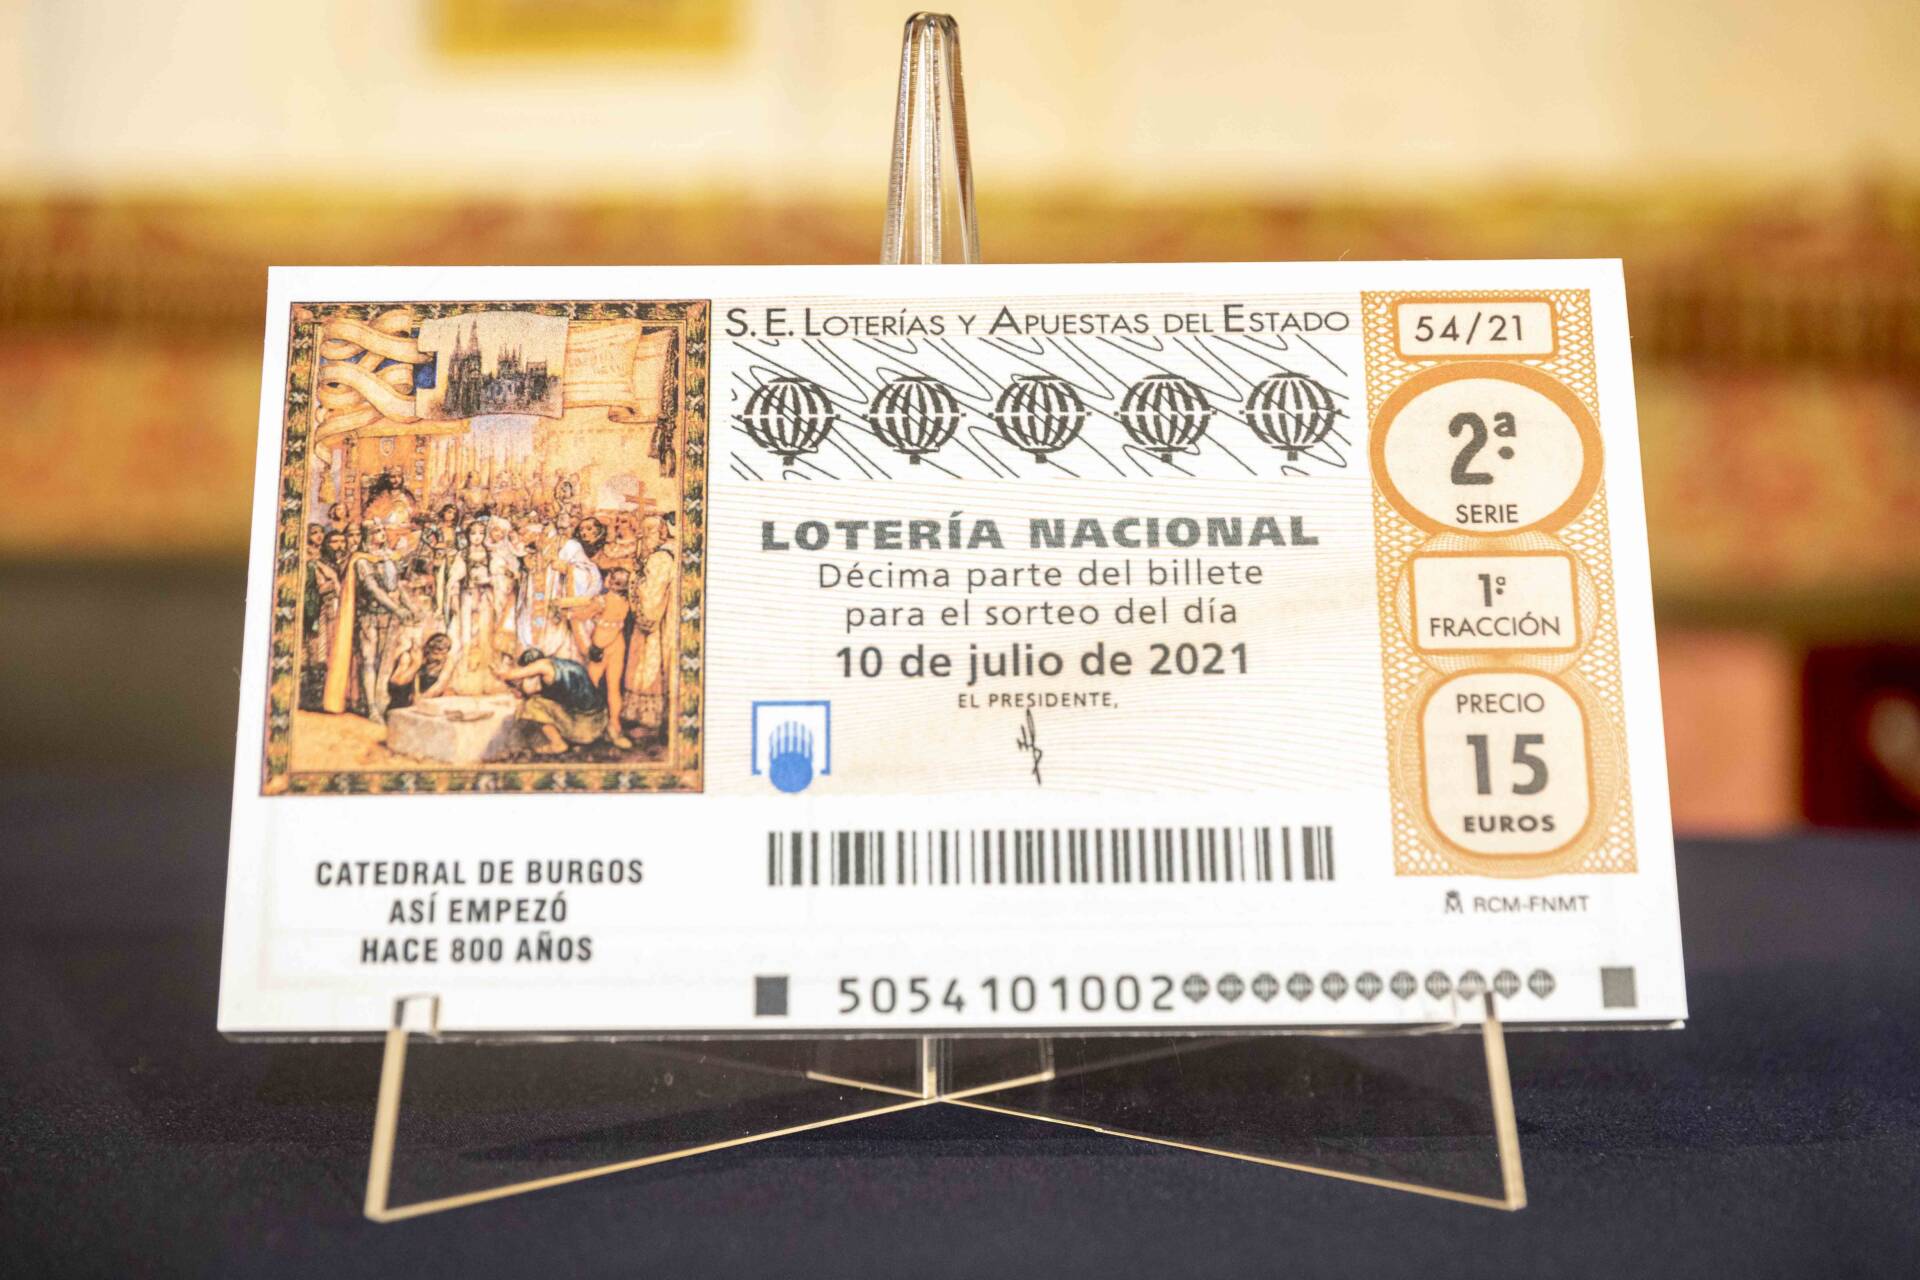 S. E. LOTERÍAS Y APUESTAS DEL ESTADO
LOTERÍA NACIONAL
Décima parte del billete
para el sorteo del día
10 de julio de 2021
EL PRESIDENTE,
54/21
2ª
SERIE
1ª
FRACCIÓN
PRECIO
15
EUROS
RCM-FNMT
CATEDRAL DE BURGOS
ASÍ EMPEZÓ
HACE 800 AÑOS
5054101002